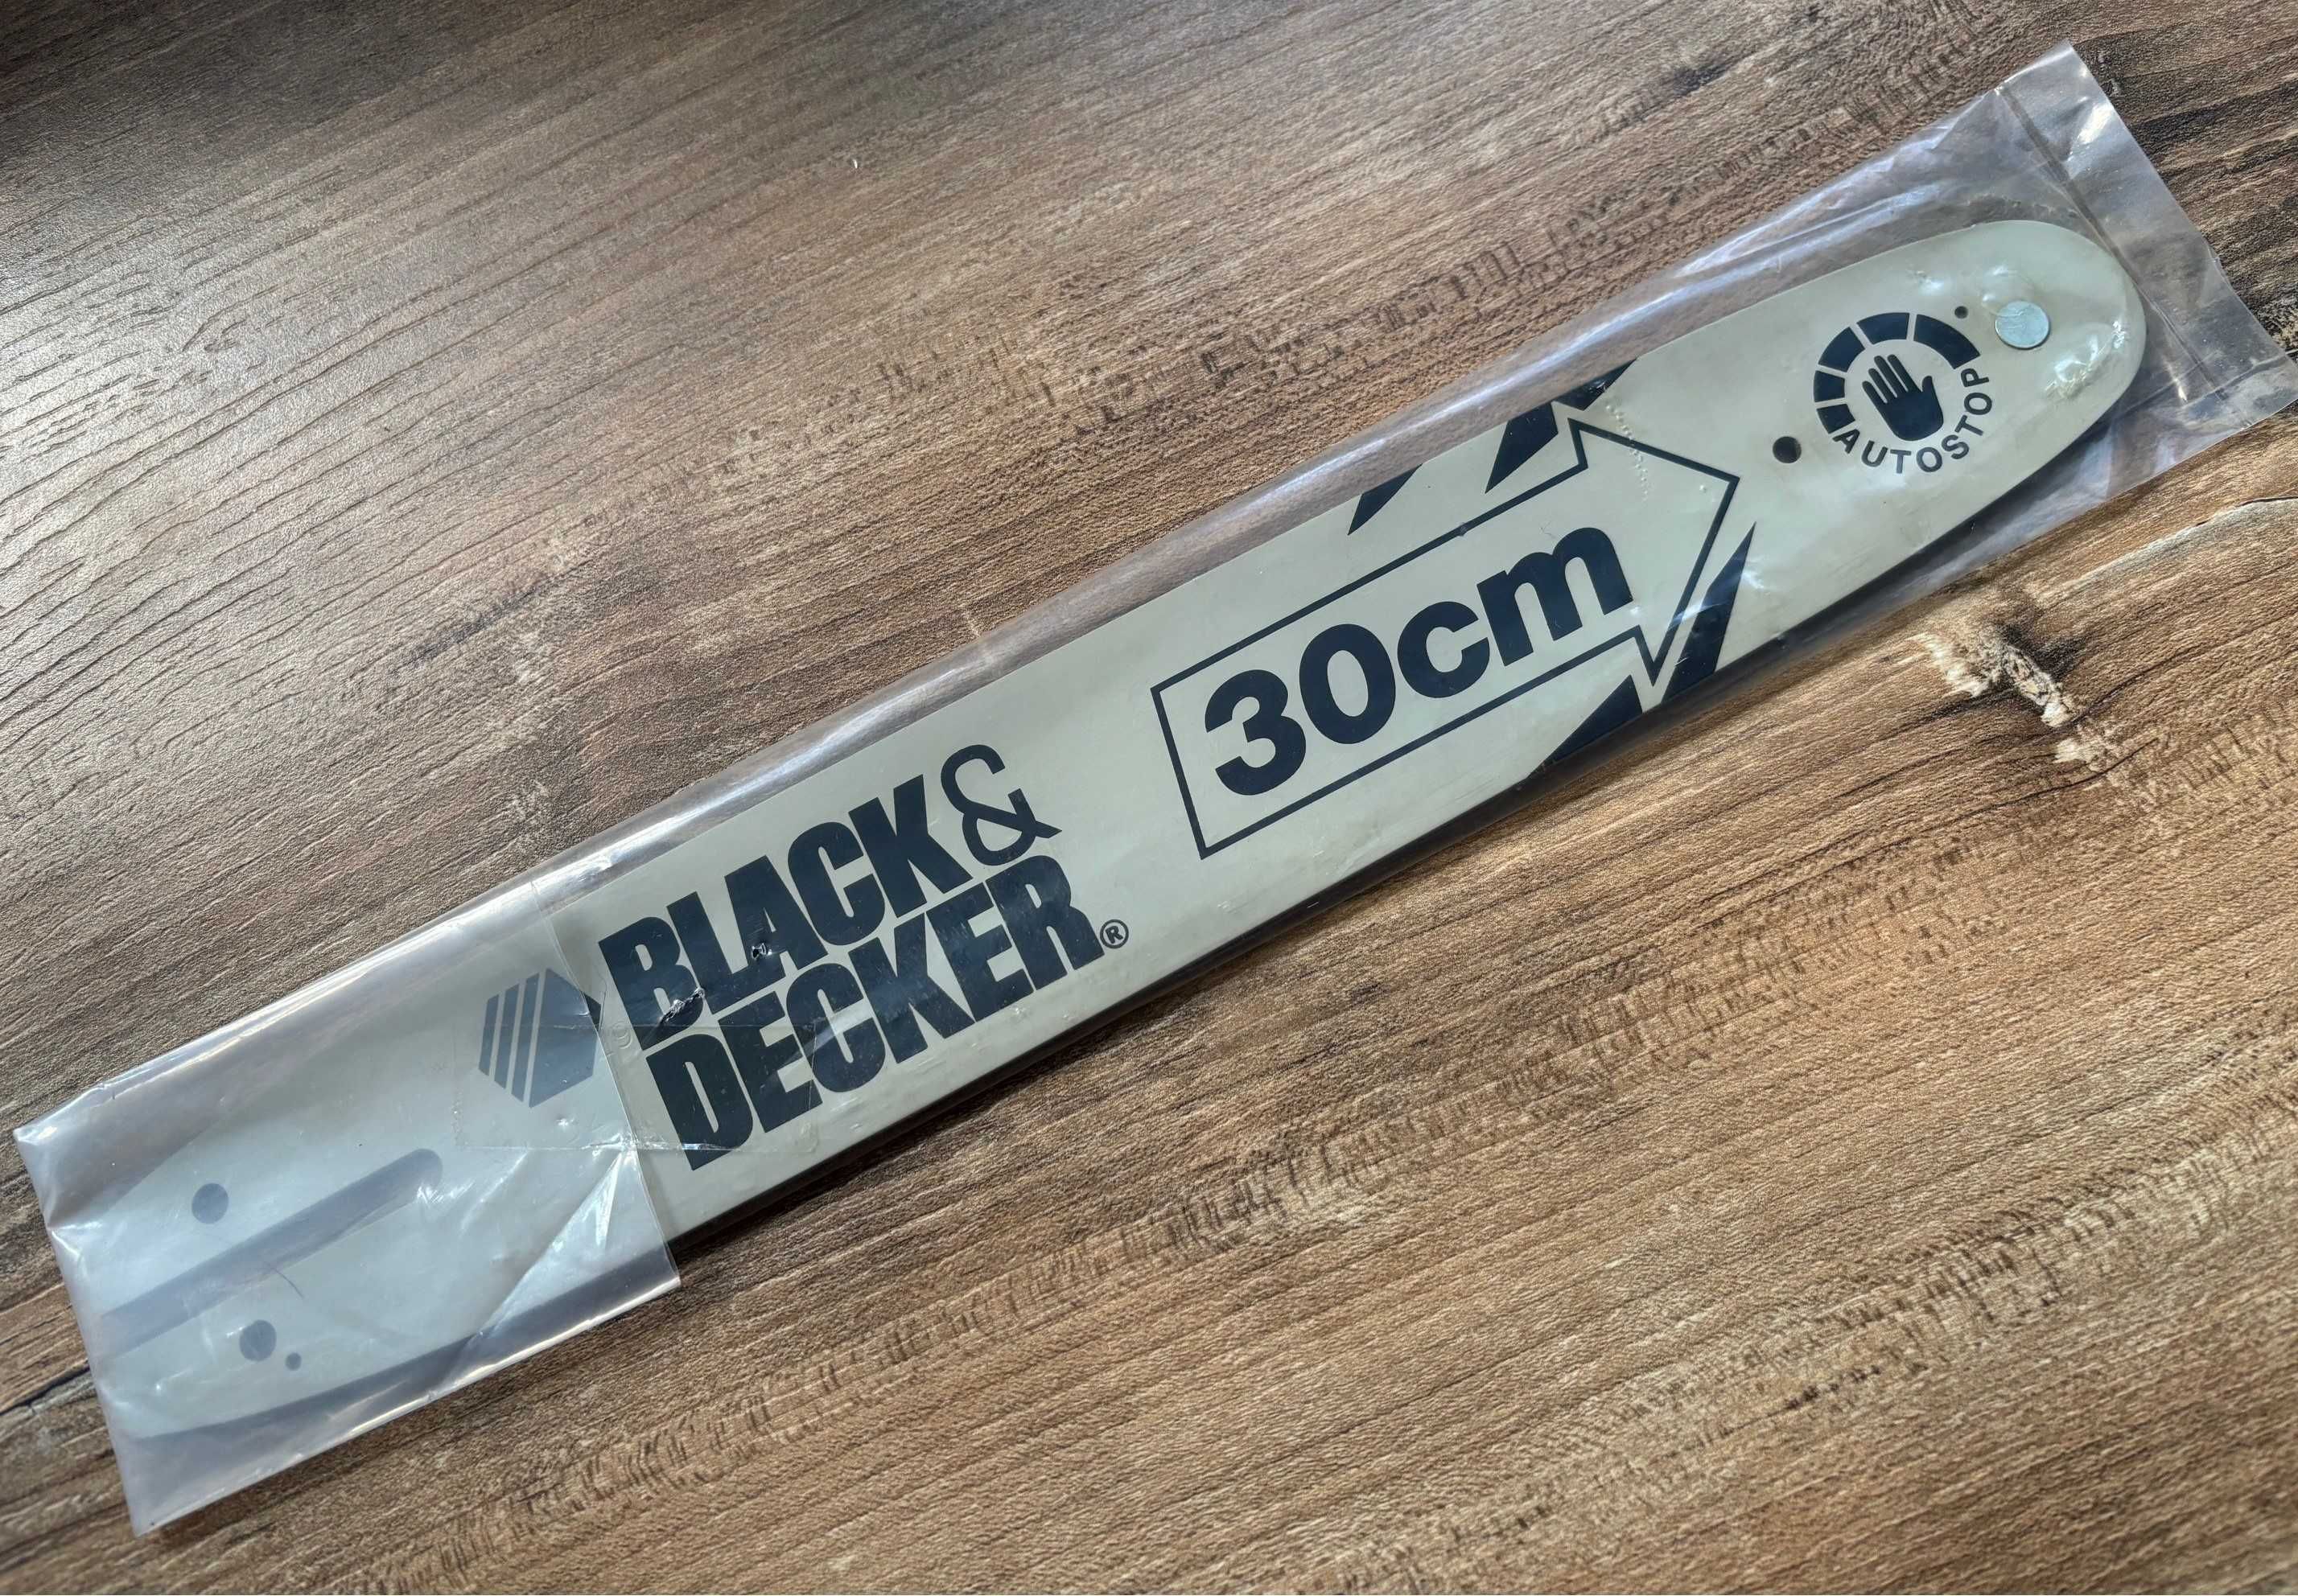 BLACK&
DECKER®
30cm
AUTOSTOP